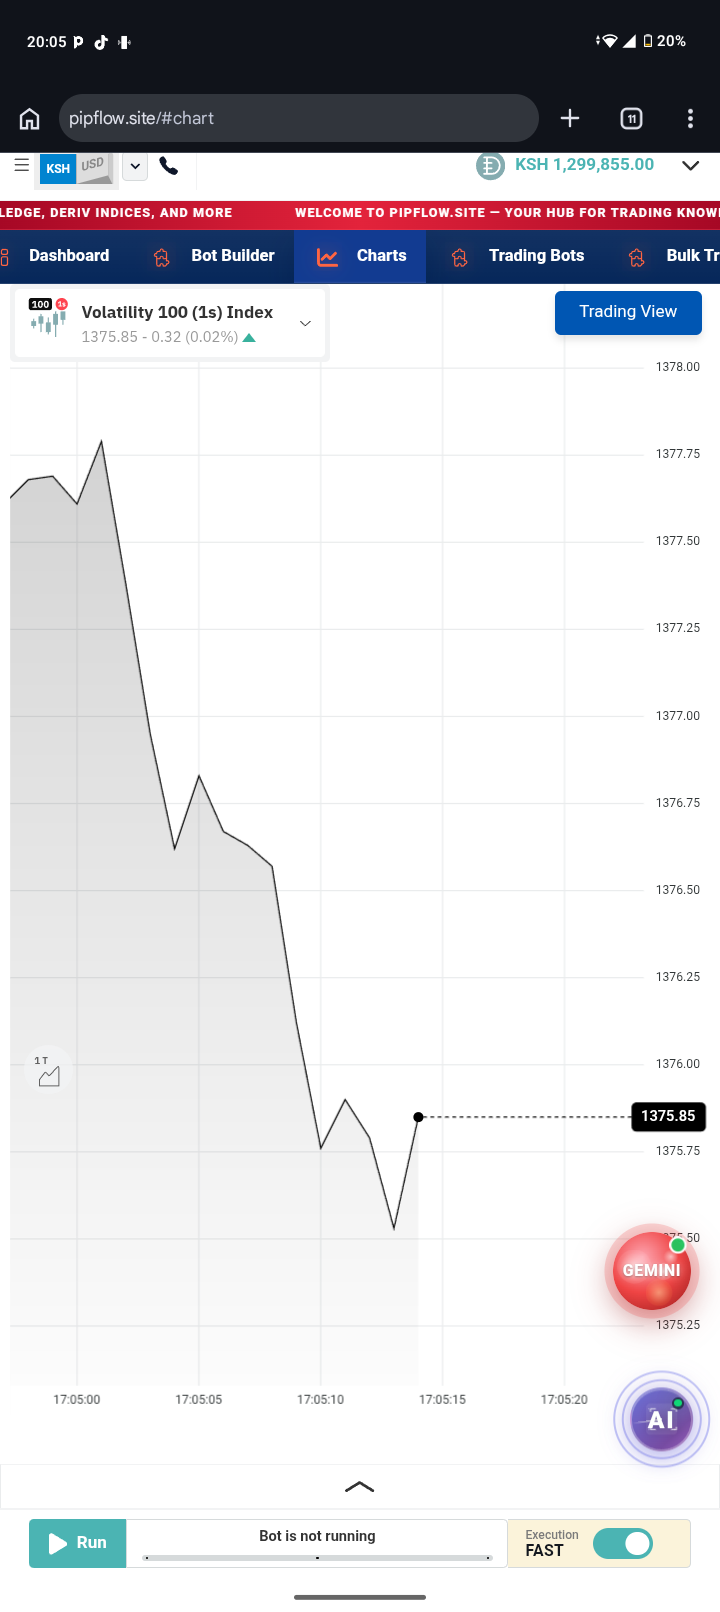 20:05
20%
pipflow.site/#chart
11
KSH
USD
KSH 1,299,855.00
LEDGE, DERIV INDICES, AND MORE
WELCOME TO PIPFLOW.SITE — YOUR HUB FOR TRADING KNOW
Dashboard
Bot Builder
Charts
Trading Bots
Bulk Tr
100
1s
Volatility 100 (1s) Index
1375.85 - 0.32 (0.02%)
Trading View
1378.00
1377.75
1377.50
1377.25
1377.00
1376.75
1376.50
1376.25
1376.00
1T
1375.85
1375.75
.50
GEMINI
1375.25
17:05:00
17:05:05
17:05:10
17:05:15
17:05:20
AI
Run
Bot is not running
Execution
FAST